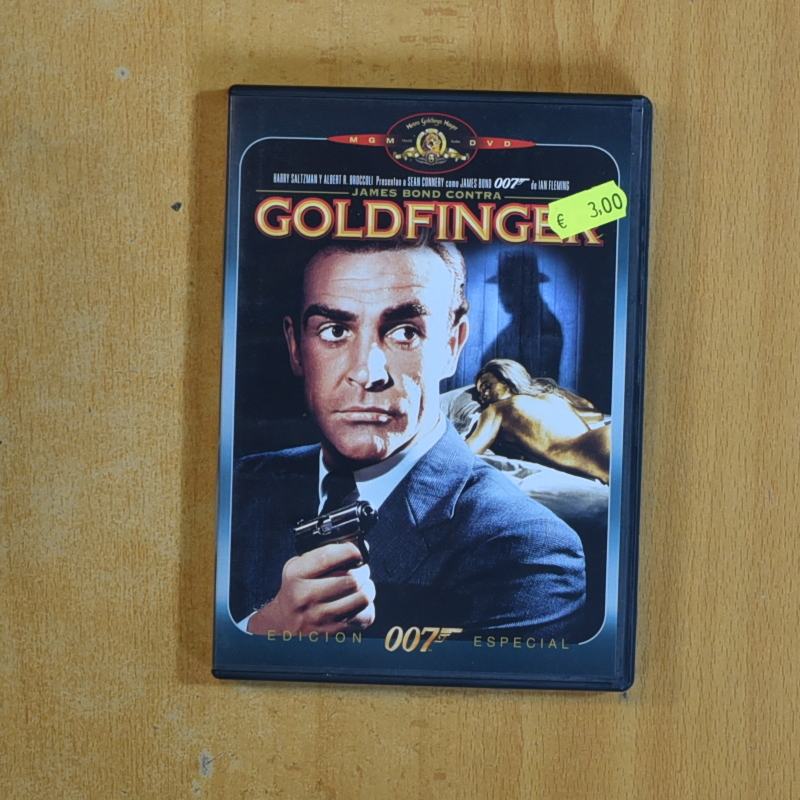 Metro Goldwyn Mayer
MGM DVD
HARRY SALTZMAN Y ALBERT R. BROCCOLI Presentan a SEAN CONNERY como JAMES BOND 007 de IAN FLEMING
JAMES BOND CONTRA
GOLDFINGER
€ 3,00
EDICION 007 ESPECIAL